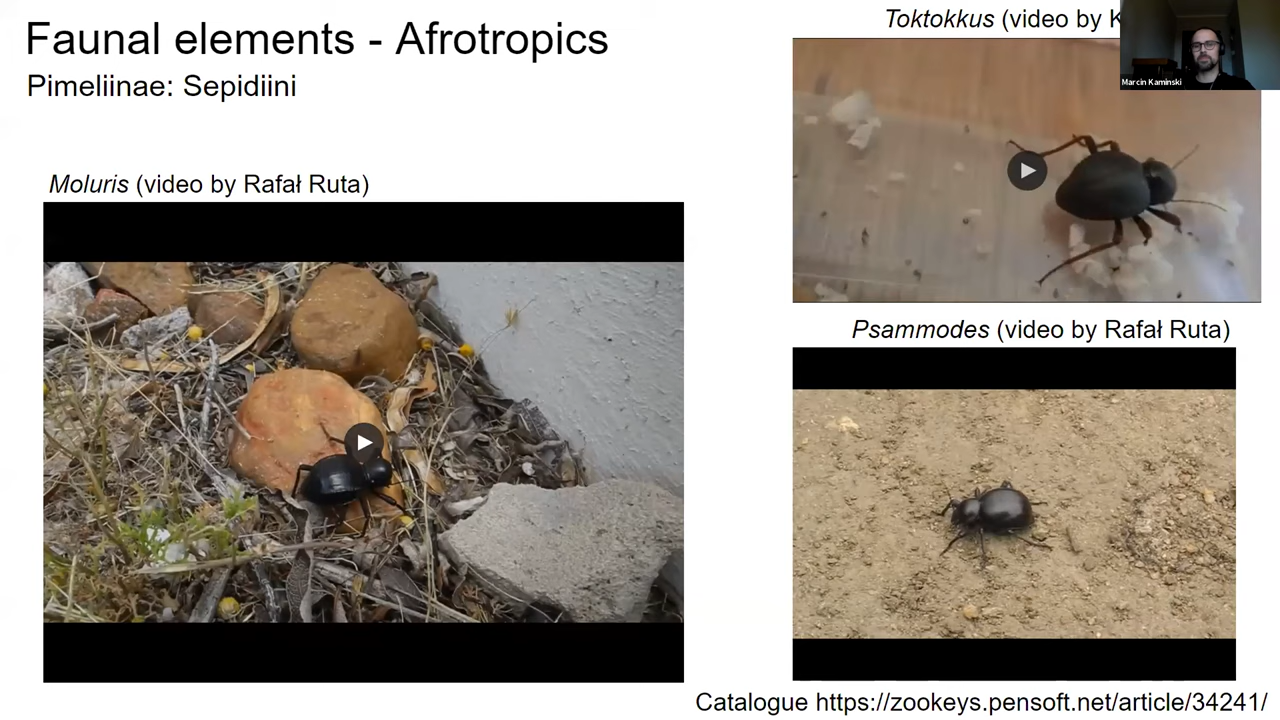 Faunal elements - Afrotropics
Pimeliinae: Sepidiini
Moluris (video by Rafał Ruta)
Toktokkus (video by
Marcin Kaminski
Psammodes (video by Rafał Ruta)
Catalogue https://zookeys.pensoft.net/article/34241/